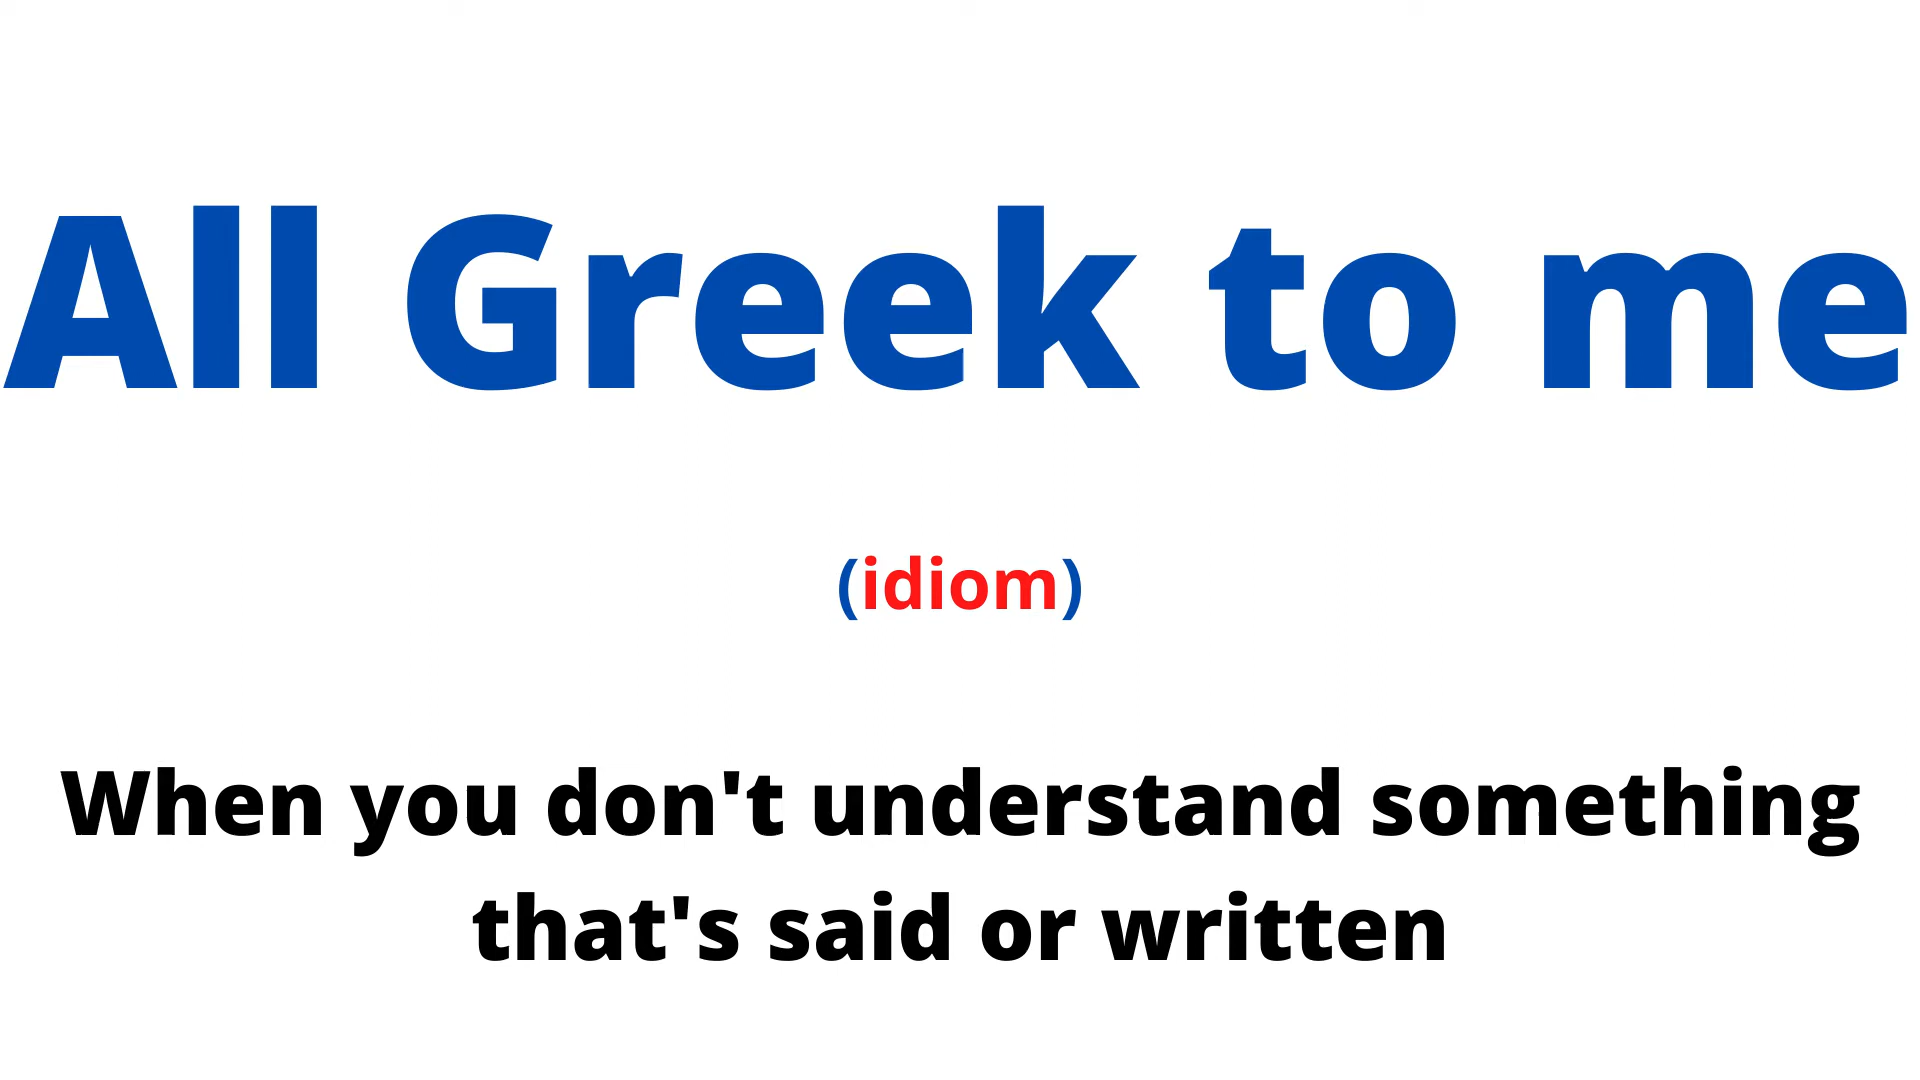 All Greek to me
(idiom)
When you don't understand something
that's said or written